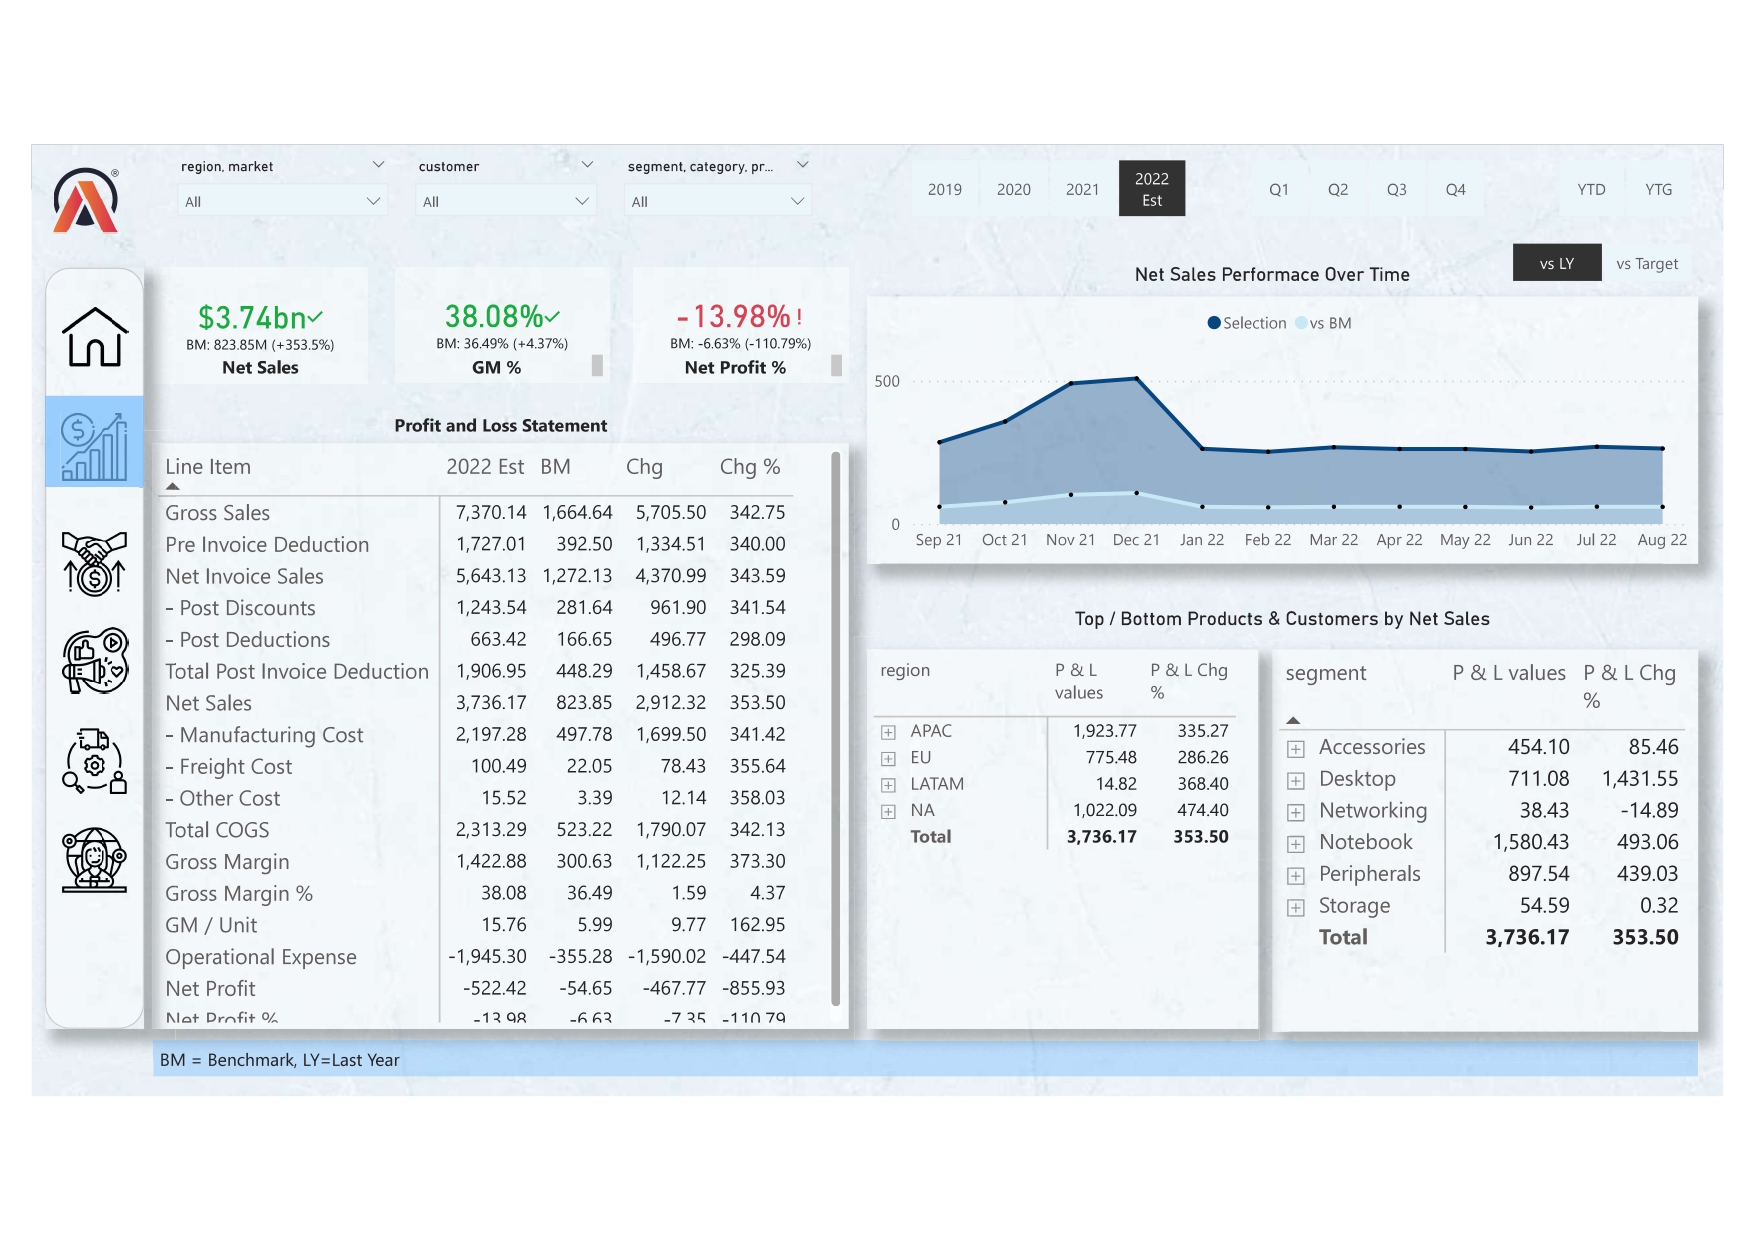 region, market
customer
segment, category, pr...
All
All
All
2019 2020 2021 2022 Est Q1 Q2 Q3 Q4 YTD YTG
vs LY vs Target
®
$3.74bn
BM: 823.85M (+353.5%)
Net Sales
38.08%
BM: 36.49% (+4.37%)
GM %
-13.98% !
BM: -6.63% (-110.79%)
Net Profit %
Profit and Loss Statement
Line Item 2022 Est BM Chg Chg %
Gross Sales 7,370.14 1,664.64 5,705.50 342.75
Pre Invoice Deduction 1,727.01 392.50 1,334.51 340.00
Net Invoice Sales 5,643.13 1,272.13 4,370.99 343.59
- Post Discounts 1,243.54 281.64 961.90 341.54
- Post Deductions 663.42 166.65 496.77 298.09
Total Post Invoice Deduction 1,906.95 448.29 1,458.67 325.39
Net Sales 3,736.17 823.85 2,912.32 353.50
- Manufacturing Cost 2,197.28 497.78 1,699.50 341.42
- Freight Cost 100.49 22.05 78.43 355.64
- Other Cost 15.52 3.39 12.14 358.03
Total COGS 2,313.29 523.22 1,790.07 342.13
Gross Margin 1,422.88 300.63 1,122.25 373.30
Gross Margin % 38.08 36.49 1.59 4.37
GM / Unit 15.76 5.99 9.77 162.95
Operational Expense -1,945.30 -355.28 -1,590.02 -447.54
Net Profit -522.42 -54.65 -467.77 -855.93
Net Profit % -13.98 -6.63 -7.35 -110.79
Net Sales Performace Over Time
Selection vs BM
500
0
Sep 21 Oct 21 Nov 21 Dec 21 Jan 22 Feb 22 Mar 22 Apr 22 May 22 Jun 22 Jul 22 Aug 22
Top / Bottom Products & Customers by Net Sales
region P & L values P & L Chg %
APAC 1,923.77 335.27
EU 775.48 286.26
LATAM 14.82 368.40
NA 1,022.09 474.40
Total 3,736.17 353.50
segment P & L values P & L Chg %
Accessories 454.10 85.46
Desktop 711.08 1,431.55
Networking 38.43 -14.89
Notebook 1,580.43 493.06
Peripherals 897.54 439.03
Storage 54.59 0.32
Total 3,736.17 353.50
BM = Benchmark, LY=Last Year